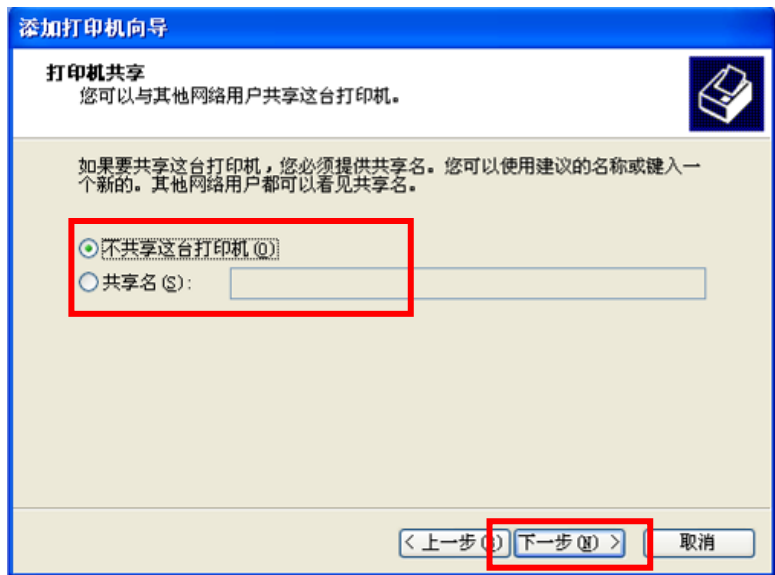 添加打印机向导
打印机共享
您可以与其他网络用户共享这台打印机。
如果要共享这台打印机，您必须提供共享名。您可以使用建议的名称或键入一
个新的。其他网络用户都可以看见共享名。
不共享这台打印机(O)
共享名(S):
< 上一步( ) 下一步(N) > 取消